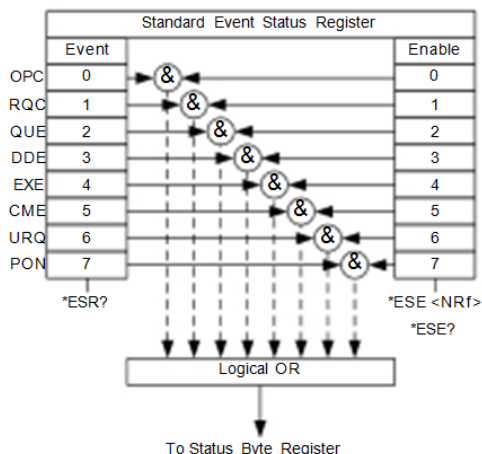 Standard Event Status Register
Event Enable
OPC 0 & 0
RQC 1 & 1
QUE 2 & 2
DDE 3 & 3
EXE 4 & 4
CME 5 & 5
URQ 6 & 6
PON 7 & 7
*ESR? *ESE <NRf>
*ESE?
Logical OR
To Status Byte Register